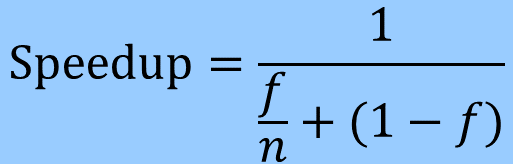 Speedup = 1 / (f/n + (1 − f))